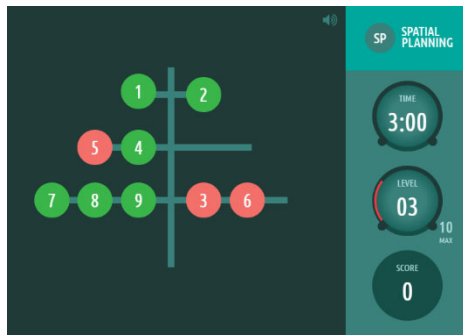 SP SPATIAL
PLANNING
1 2
5 4
7 8 9 3 6
TIME
3:00
LEVEL
03
10
MAX
SCORE
0